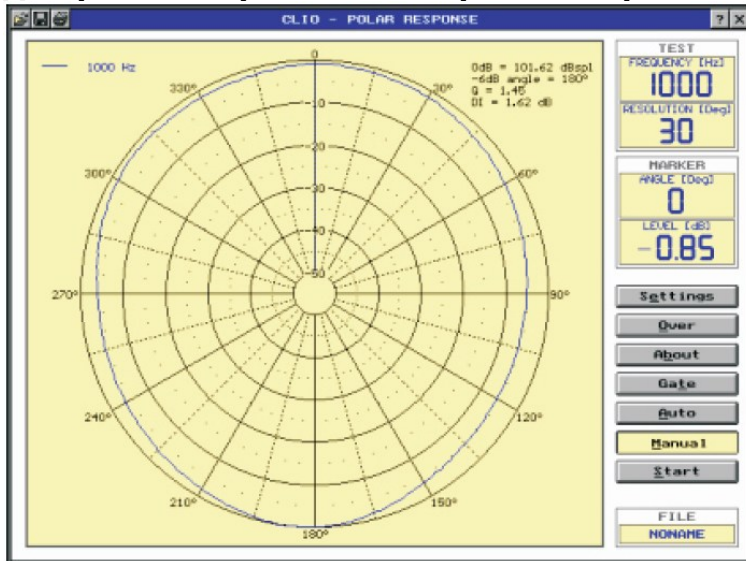 CLIO - POLAR RESPONSE
? X
1000 Hz
0dB = 101.62 dBspl
-6dB angle = 180°
Q = 1.45
DI = 1.62 dB
0
30°
60°
90°
120°
150°
180°
210°
240°
270°
300°
330°
-10
-20
-30
-40
-50
TEST
FREQUENCY [Hz]
1000
RESOLUTION [Deg]
30
MARKER
ANGLE [Deg]
0
LEVEL [dB]
-0.85
Settings
Over
About
Gate
Auto
Manual
Start
FILE
NONAME